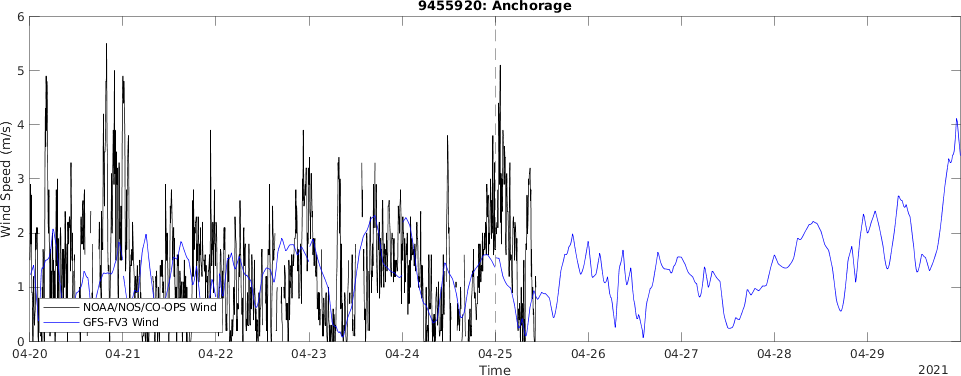 9455920: Anchorage
6
5
4
3
2
1
0
Wind Speed (m/s)
NOAA/NOS/CO-OPS Wind
GFS-FV3 Wind
04-20 04-21 04-22 04-23 04-24 04-25 04-26 04-27 04-28 04-29
Time
2021